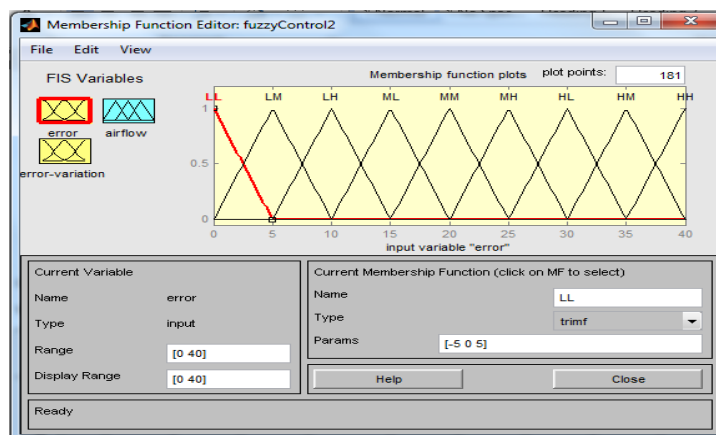 Membership Function Editor: fuzzyControl2
File Edit View
FIS Variables
Membership function plots plot points: 181
LL LM LH ML MM MH HL HM HH
error airflow
error-variation
1
0.5
0
0 5 10 15 20 25 30 35 40
input variable "error"
Current Variable
Name error
Type input
Range [0 40]
Display Range [0 40]
Current Membership Function (click on MF to select)
Name LL
Type trimf
Params [-5 0 5]
Help Close
Ready